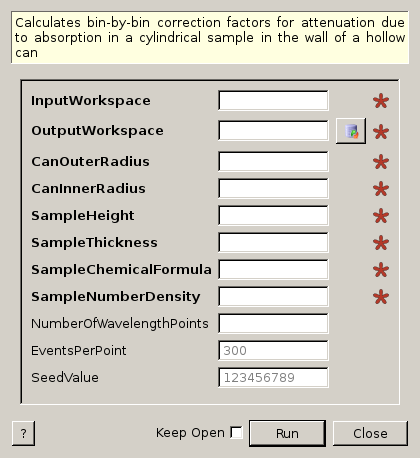 Calculates bin-by-bin correction factors for attenuation due
to absorption in a cylindrical sample in the wall of a hollow
can
InputWorkspace
OutputWorkspace
CanOuterRadius
CanInnerRadius
SampleHeight
SampleThickness
SampleChemicalFormula
SampleNumberDensity
NumberOfWavelengthPoints
EventsPerPoint 300
SeedValue 123456789
? Keep Open Run Close